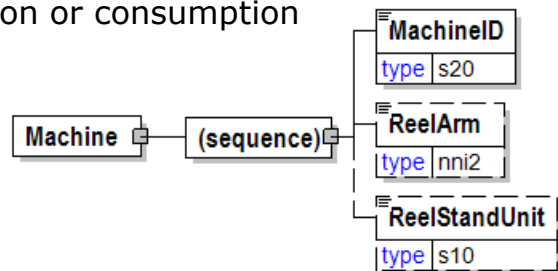 on or consumption
MachineID
type s20
Machine
(sequence)
ReelArm
type nni2
ReelStandUnit
type s10